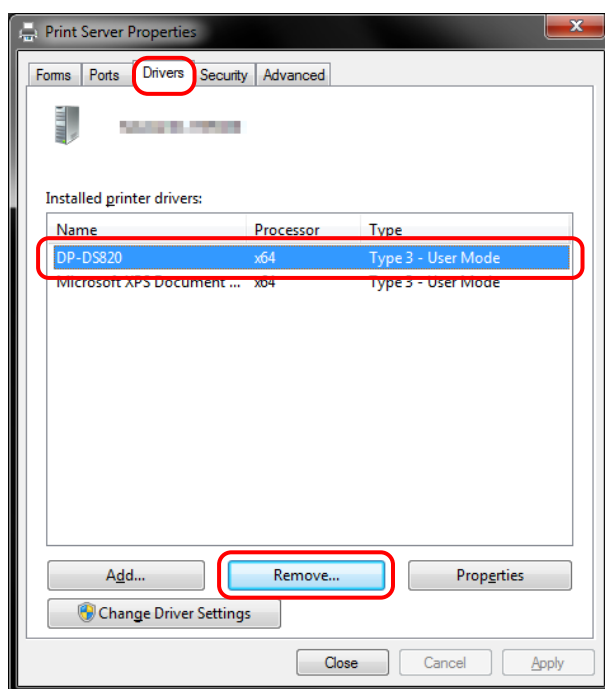 Print Server Properties
Forms Ports Drivers Security Advanced
Installed printer drivers:
Name Processor Type
DP-DS820 x64 Type 3 - User Mode
Microsoft XPS Document ... x64 Type 3 - User Mode
Add... Remove... Properties
Change Driver Settings
Close Cancel Apply